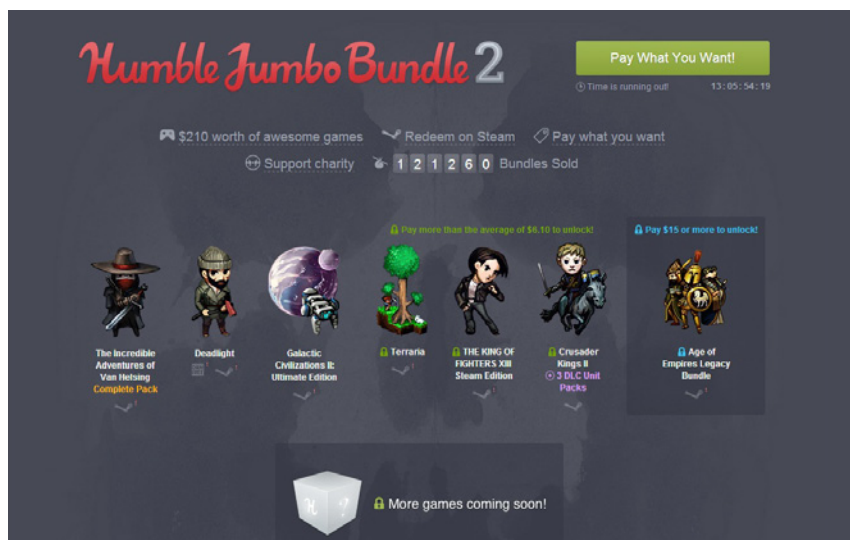 Humble Jumbo Bundle 2
Pay What You Want!
Time is running out! 13:05:54:19
$210 worth of awesome games Redeem on Steam Pay what you want
Support charity 121260 Bundles Sold
Pay more than the average of $6.10 to unlock!
Pay $15 or more to unlock!
The Incredible
Adventures of
Van Helsing
Complete Pack
Deadlight
Galactic
Civilizations II:
Ultimate Edition
Terraria
THE KING OF
FIGHTERS XIII
Steam Edition
Crusader
Kings II
3 DLC Unit
Packs
Age of
Empires Legacy
Bundle
H ?
More games coming soon!